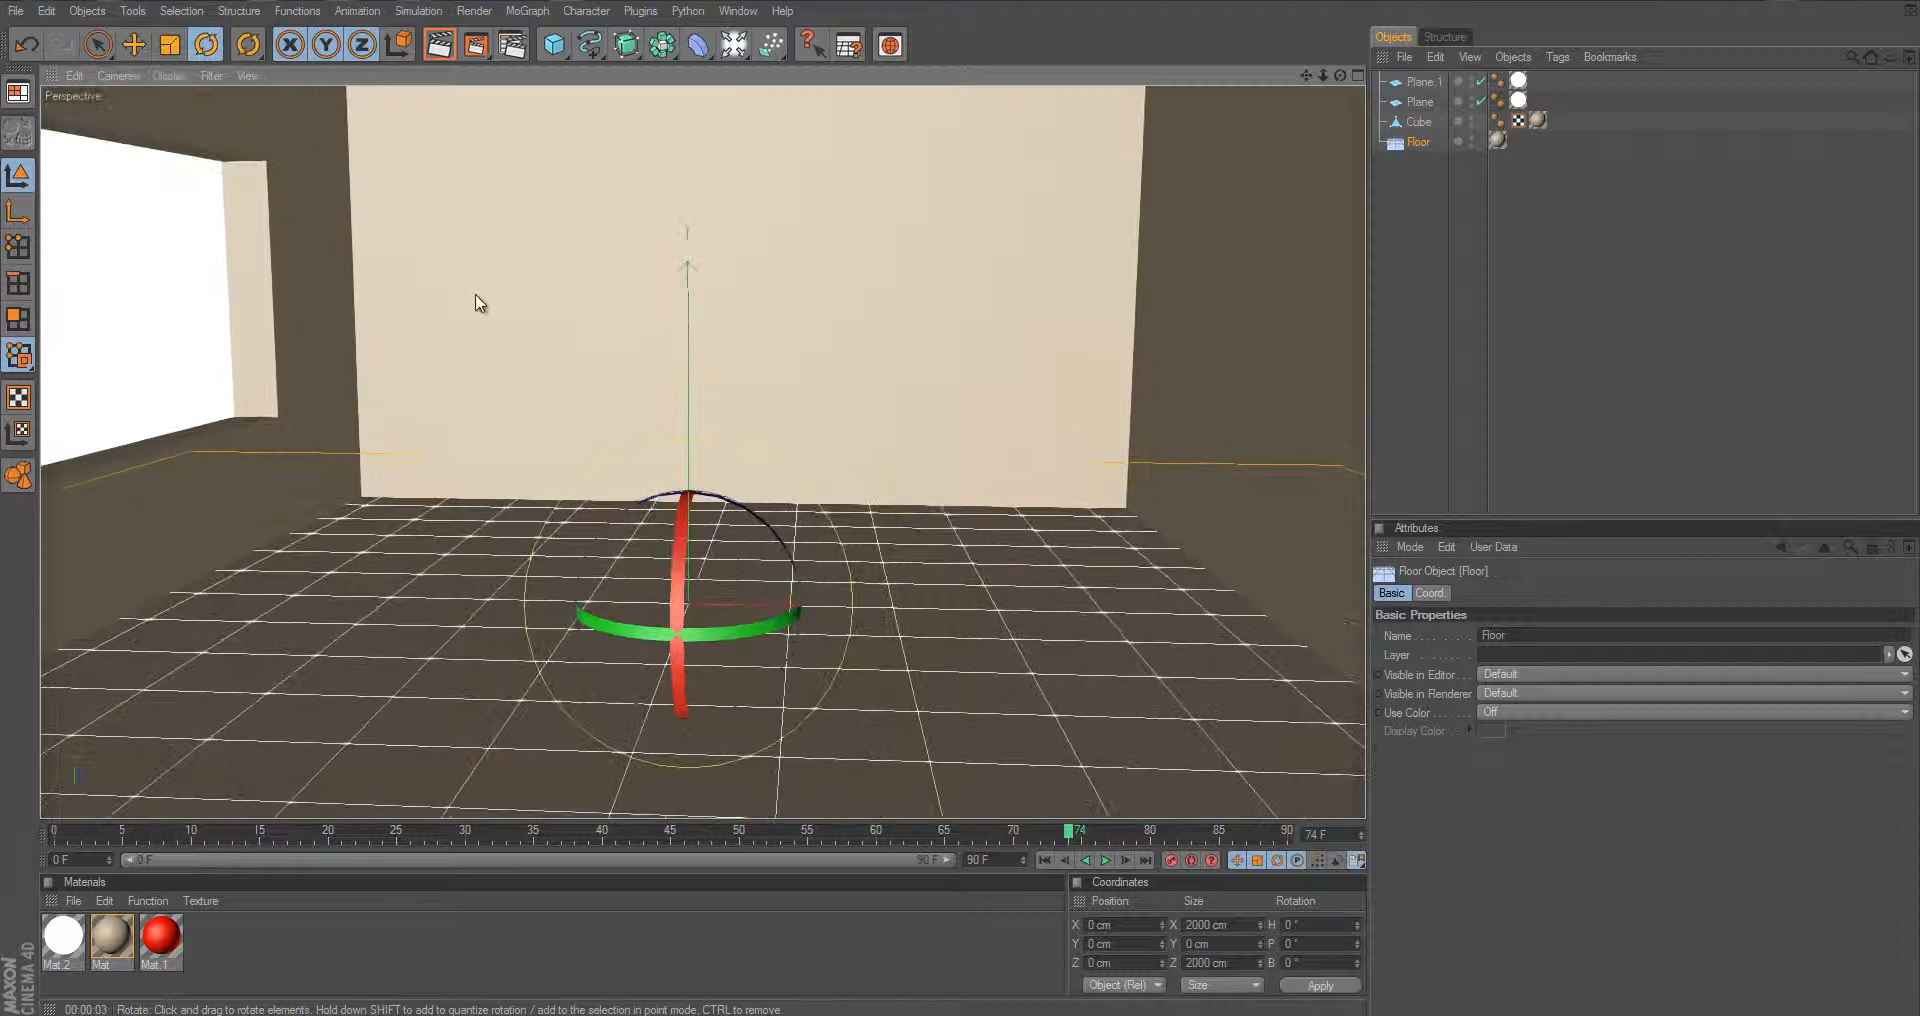 File Edit Objects Tools Selection Structure Functions Animation Simulation Render MoGraph Character Plugins Python Window Help
X Y Z
Objects Structure
File Edit View Objects Tags Bookmarks
Edit Cameras Display Filter View
Perspective
Y
Plane.1
Plane
Cube
Floor
Attributes
Mode Edit User Data
Floor Object [Floor]
Basic Coord.
Basic Properties
Name Floor
Layer
Visible in Editor Default
Visible in Renderer Default
Use Color Off
Display Color
0 5 10 15 20 25 30 35 40 45 50 55 60 65 70 74 80 85 90 74 F
0 F 0 F 90 F 90 F
Materials
File Edit Function Texture
Mat.2 Mat Mat.1
Coordinates
Position Size Rotation
X 0 cm X 2000 cm H 0 °
Y 0 cm Y 0 cm P 0 °
Z 0 cm Z 2000 cm B 0 °
Object (Rel) Size Apply
MAXON
CINEMA 4D
00:00:03 Rotate: Click and drag to rotate elements. Hold down SHIFT to add to quantize rotation / add to the selection in point mode, CTRL to remove.